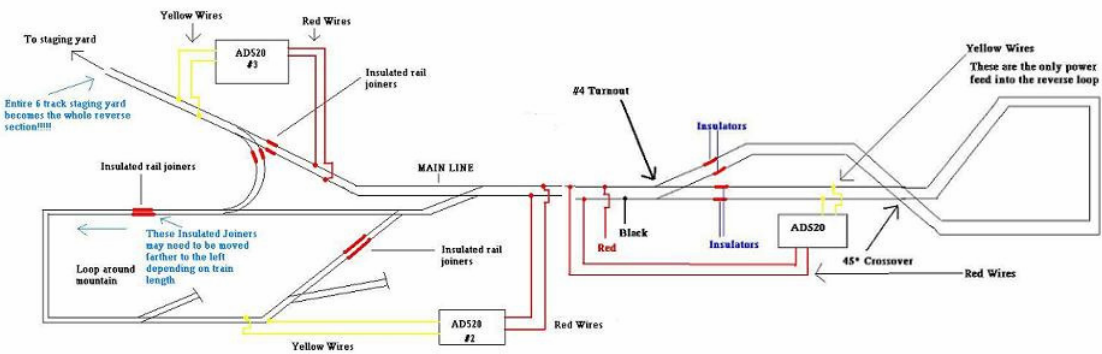 Yellow Wires
Red Wires
To staging yard
AD520
#3
Insulated rail
joiners
Entire 6 track staging yard
becomes the whole reverse
section!!!!!
Insulated rail joiners
MAIN LINE
These Insulated Joiners
may need to be moved
farther to the left
depending on train
length
Loop around
mountain
Insulated rail
joiners
AD520
#2
Red Wires
Yellow Wires
#4 Turnout
Insulators
Yellow Wires
These are the only power
feed into the reverse loop
Red
Black
Insulators
AD520
45* Crossover
Red Wires